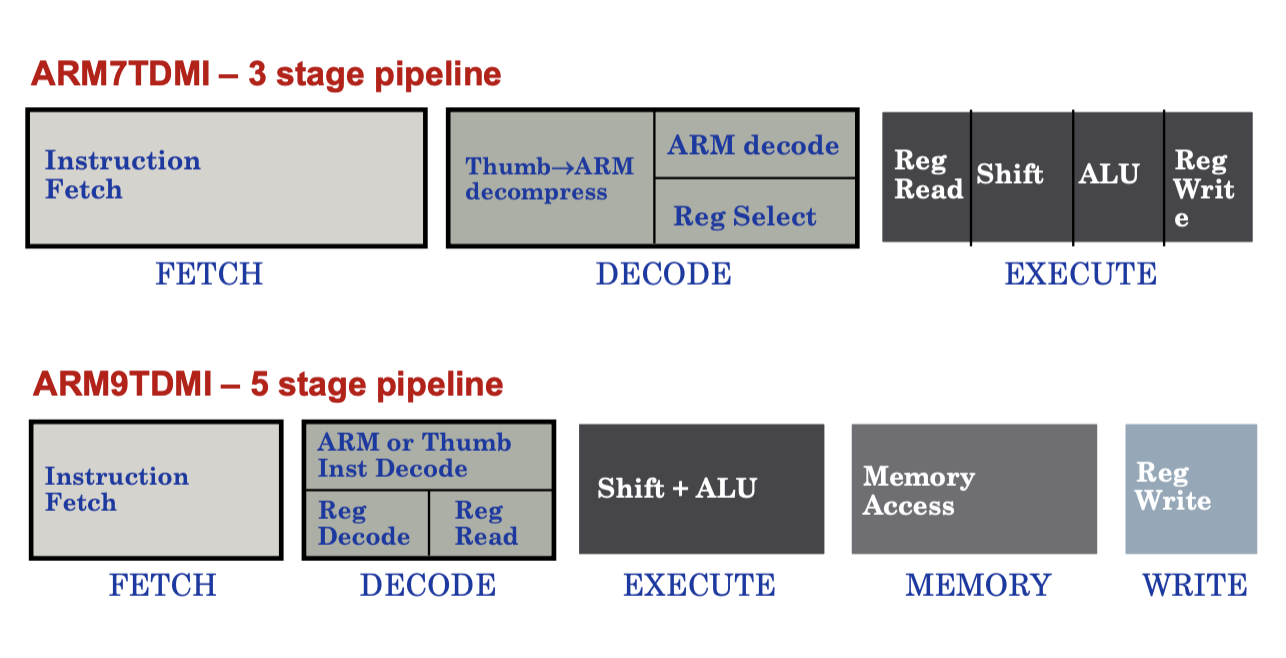 ARM7TDMI – 3 stage pipeline
Instruction
Fetch
Thumb→ARM
decompress
ARM decode
Reg Select
Reg
Read
Shift
ALU
Reg
Writ
e
FETCH
DECODE
EXECUTE
ARM9TDMI – 5 stage pipeline
Instruction
Fetch
ARM or Thumb
Inst Decode
Reg
Decode
Reg
Read
Shift + ALU
Memory
Access
Reg
Write
FETCH
DECODE
EXECUTE
MEMORY
WRITE